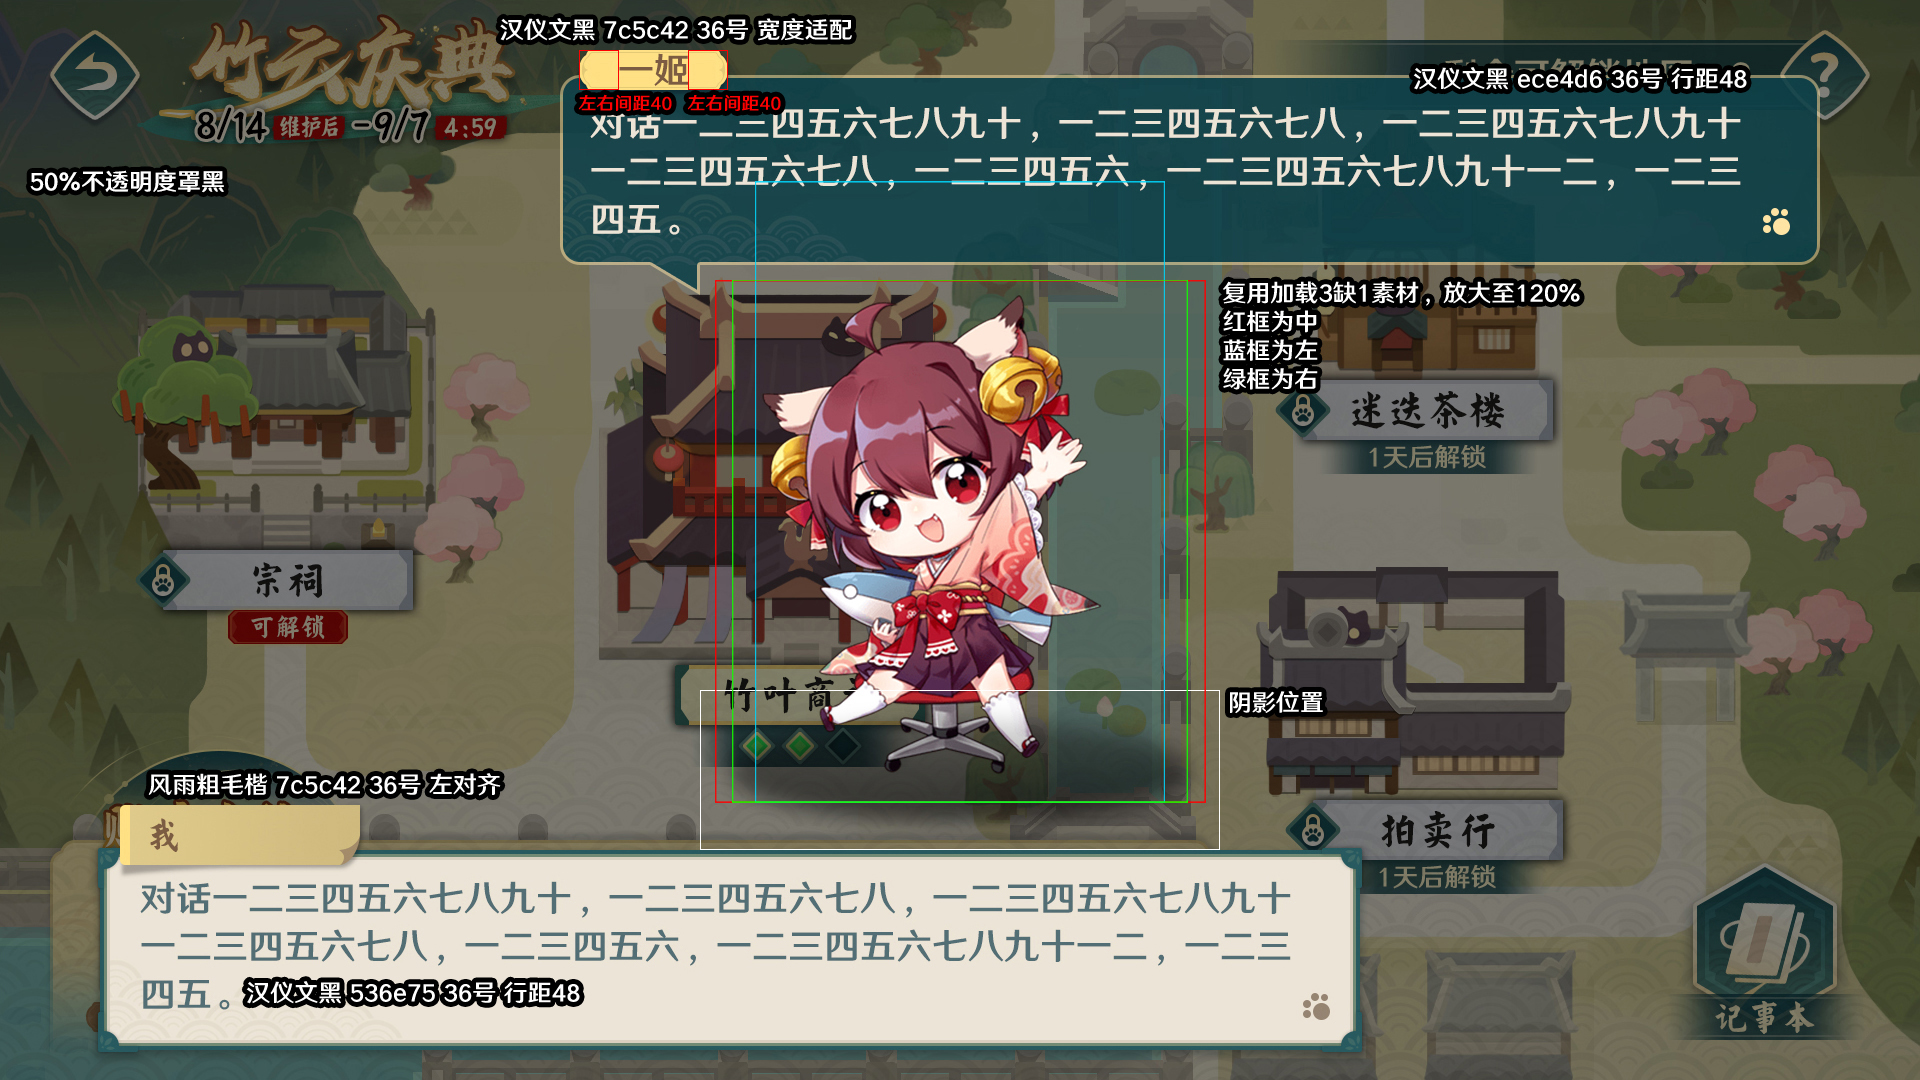 竹云庆典
8/14 维护后 -9/7 4:59
50%不透明度罩黑
汉仪文黑 7c5c42 36号 宽度适配
一姬
左右间距40 左右间距40
汉仪文黑 ece4d6 36号 行距48
?
对话一二三四五六七八九十，一二三四五六七八，一二三四五六七八九十
一二三四五六七八，一二三四五六，一二三四五六七八九十一二，一二三
四五。
复用加载3缺1素材，放大至120%
红框为中
蓝框为左
绿框为右
迷迭茶楼
1天后解锁
宗祠
可解锁
竹叶商
阴影位置
拍卖行
1天后解锁
风雨粗毛楷 7c5c42 36号 左对齐
我
对话一二三四五六七八九十，一二三四五六七八，一二三四五六七八九十
一二三四五六七八，一二三四五六，一二三四五六七八九十一二，一二三
四五。
汉仪文黑 536e75 36号 行距48
记事本